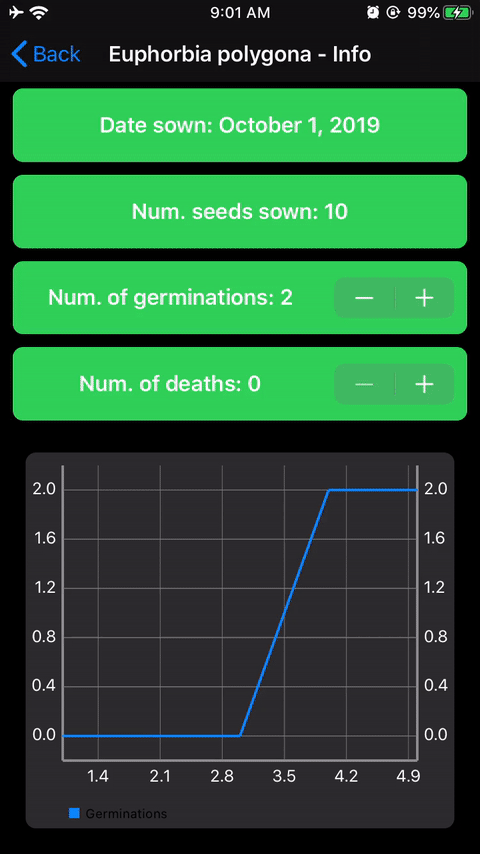 9:01 AM
99%
Back
Euphorbia polygona - Info
Date sown: October 1, 2019
Num. seeds sown: 10
Num. of germinations: 2
− +
Num. of deaths: 0
− +
2.0 2.0
1.6 1.6
1.2 1.2
0.8 0.8
0.4 0.4
0.0 0.0
1.4 2.1 2.8 3.5 4.2 4.9
Germinations